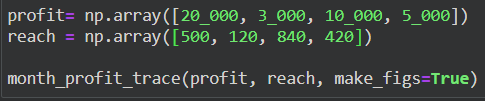 profit= np.array([20_000, 3_000, 10_000, 5_000])
reach = np.array([500, 120, 840, 420])
month_profit_trace(profit, reach, make_figs=True)